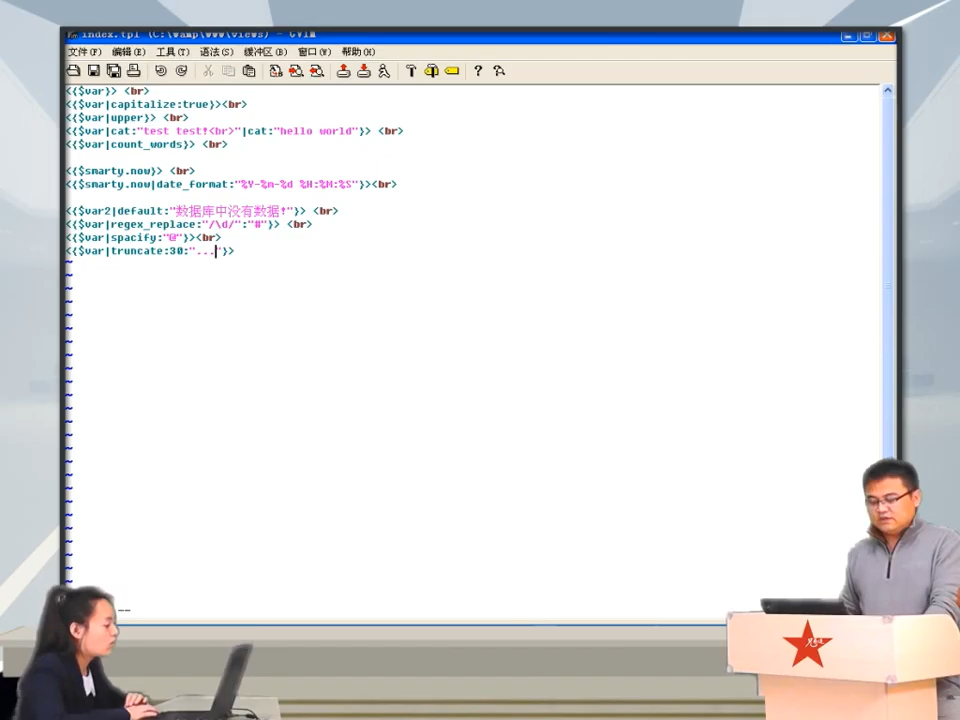 index.tpl (C:\wamp\www\views) - GVIM
文件(F) 编辑(E) 工具(T) 语法(S) 缓冲区(B) 窗口(W) 帮助(H)
<{$var}> <br>
<{$var|capitalize:true}><br>
<{$var|upper}> <br>
<{$var|cat:"test test!<br>"|cat:"hello world"}> <br>
<{$var|count_words}> <br>
<{$smarty.now}> <br>
<{$smarty.now|date_format:"%Y-%m-%d %H:%M:%S"}><br>
<{$var2|default:"数据库中没有数据!"}> <br>
<{$var|regex_replace:"/\d/":"#"}> <br>
<{$var|spacify:"@"}><br>
<{$var|truncate:30:"..."}>